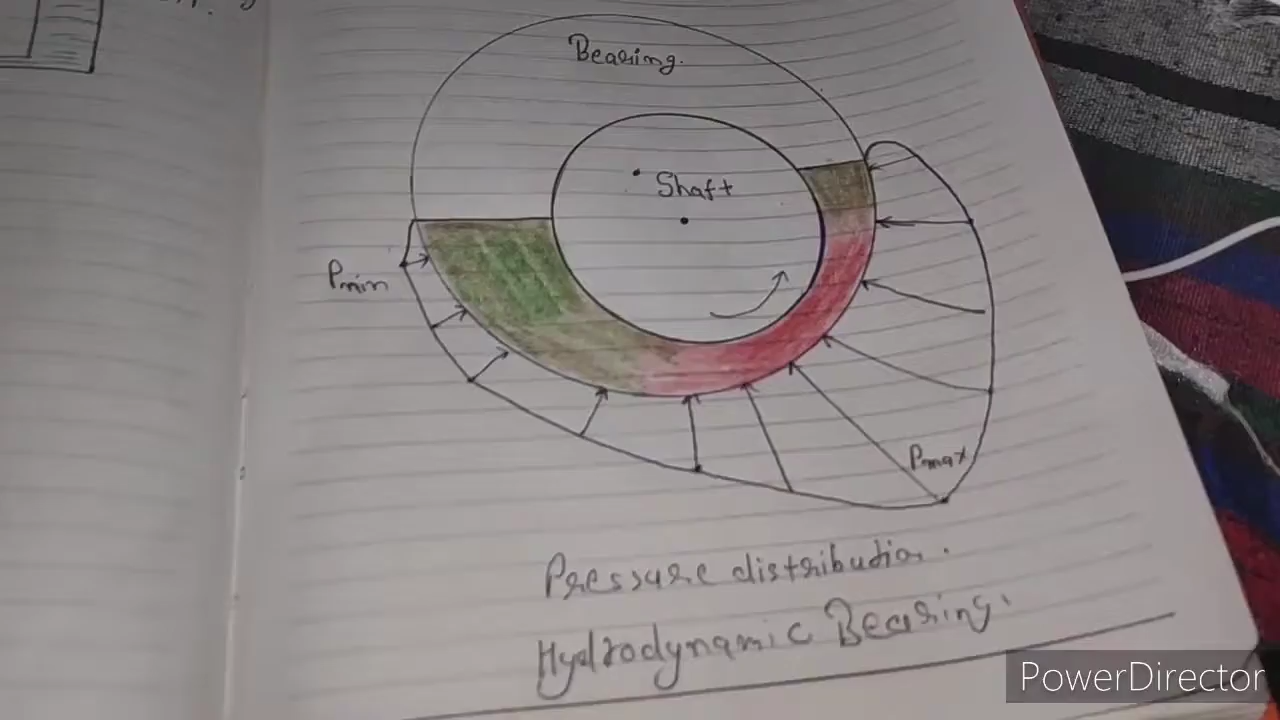 Bearing.
Shaft
Pmin
Pmax
Pressure distribution.
Hydrodynamic Bearing.
PowerDirector